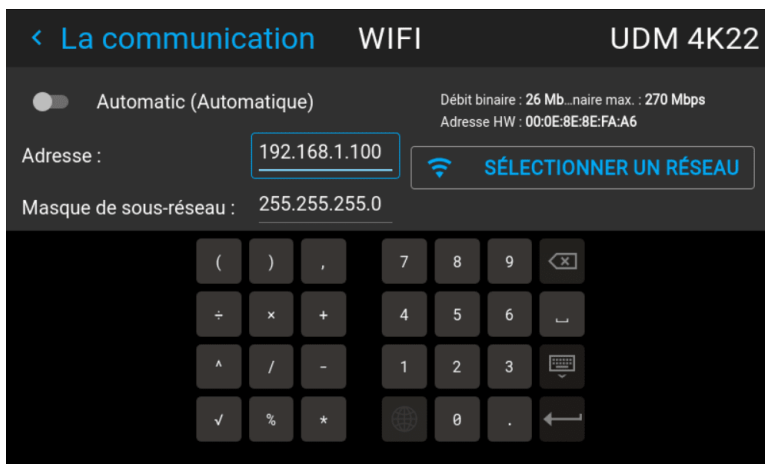 < La communication WIFI UDM 4K22
Automatic (Automatique)
Débit binaire : 26 Mb...naire max. : 270 Mbps
Adresse HW : 00:0E:8E:8E:FA:A6
Adresse : 192.168.1.100
SÉLECTIONNER UN RÉSEAU
Masque de sous-réseau : 255.255.255.0
( ) , 7 8 9
÷ × + 4 5 6
^ / - 1 2 3
√ % * 0 .